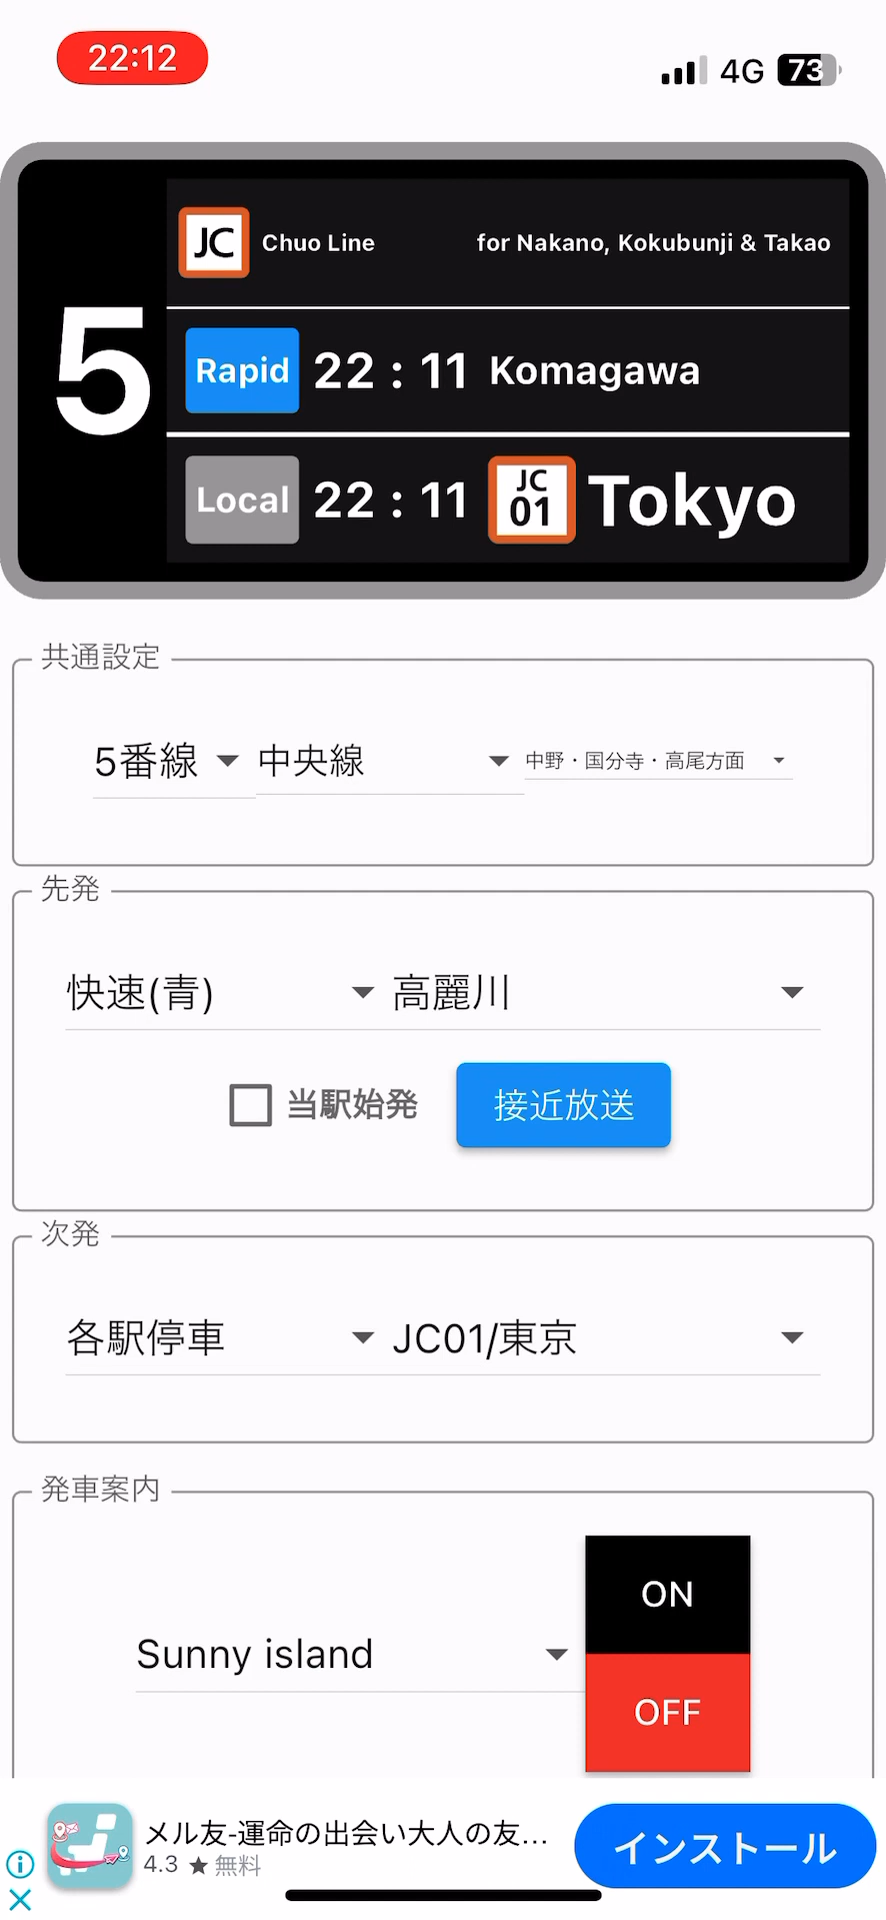 22:12
4G 73
JC Chuo Line for Nakano, Kokubunji & Takao
5
Rapid 22 : 11 Komagawa
Local 22 : 11 JC 01 Tokyo
共通設定
5番線 中央線 中野・国分寺・高尾方面
先発
快速(青) 高麗川
当駅始発 接近放送
次発
各駅停車 JC01/東京
発車案内
Sunny island
ON
OFF
メル友-運命の出会い大人の友...
4.3 ★ 無料
インストール